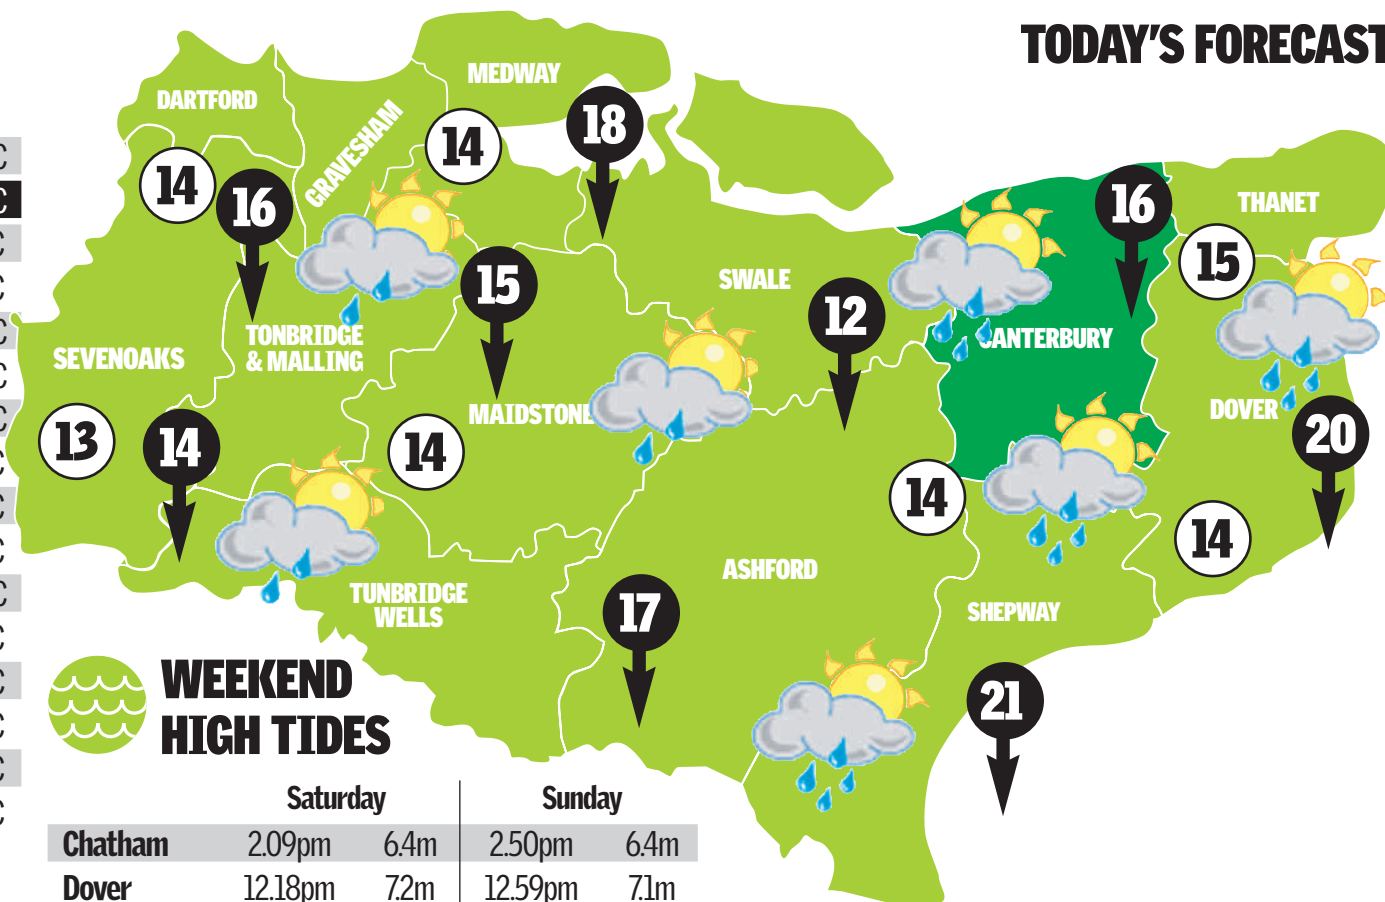 TODAY'S FORECAST
MEDWAY
DARTFORD
GRAVESHAM
18
14
14
16
16
THANET
15
15
SWALE
12
CANTERBURY
TONBRIDGE
& MALLING
SEVENOAKS
MAIDSTONE
DOVER
20
13
14
14
14
14
ASHFORD
TUNBRIDGE
WELLS
SHEPWAY
17
21
WEEKEND
HIGH TIDES
Saturday Sunday
Chatham 2.09pm 6.4m 2.50pm 6.4m
Dover 12.18pm 7.2m 12.59pm 7.1m